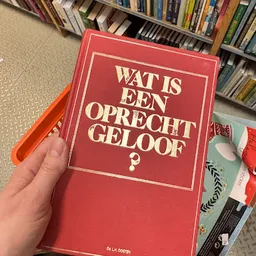 WAT IS
EEN
OPRECHT
GELOOF
?